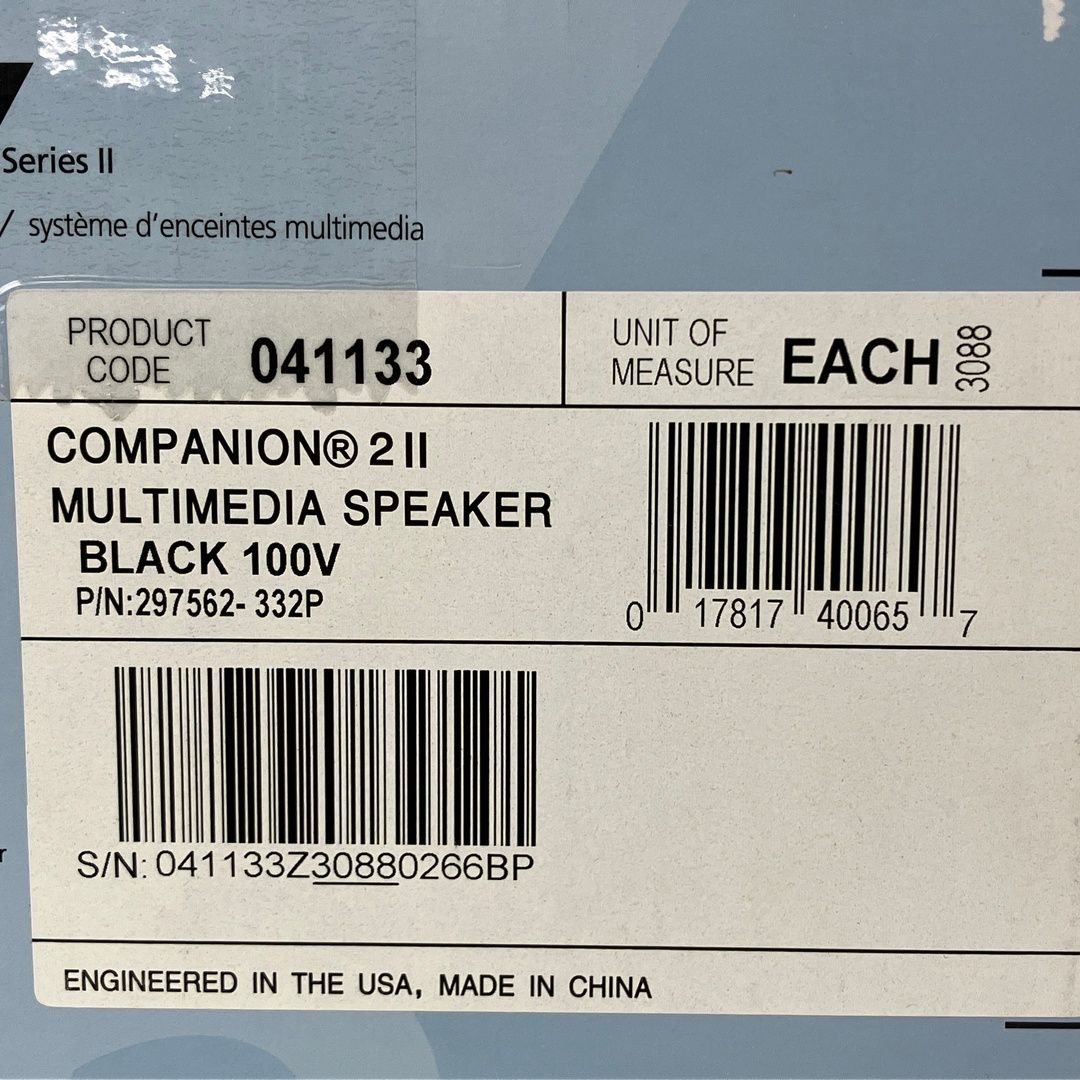 Series II
/ système d'enceintes multimedia
PRODUCT CODE 041133
UNIT OF MEASURE EACH 3088
COMPANION® 2 II
MULTIMEDIA SPEAKER
BLACK 100V
P/N:297562- 332P
0 17817 40065 7
S/N: 041133Z30880266BP
r
ENGINEERED IN THE USA, MADE IN CHINA